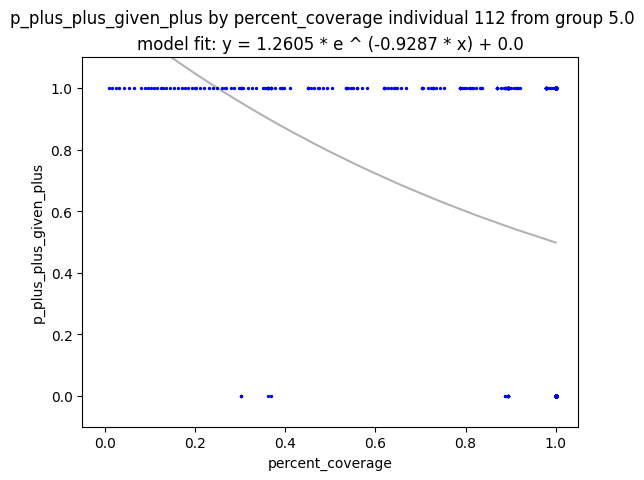 p_plus_plus_given_plus by percent_coverage individual 112 from group 5.0
model fit: y = 1.2605 * e ^ (-0.9287 * x) + 0.0
1.0
0.8
0.6
0.4
0.2
0.0
p_plus_plus_given_plus
0.0 0.2 0.4 0.6 0.8 1.0
percent_coverage